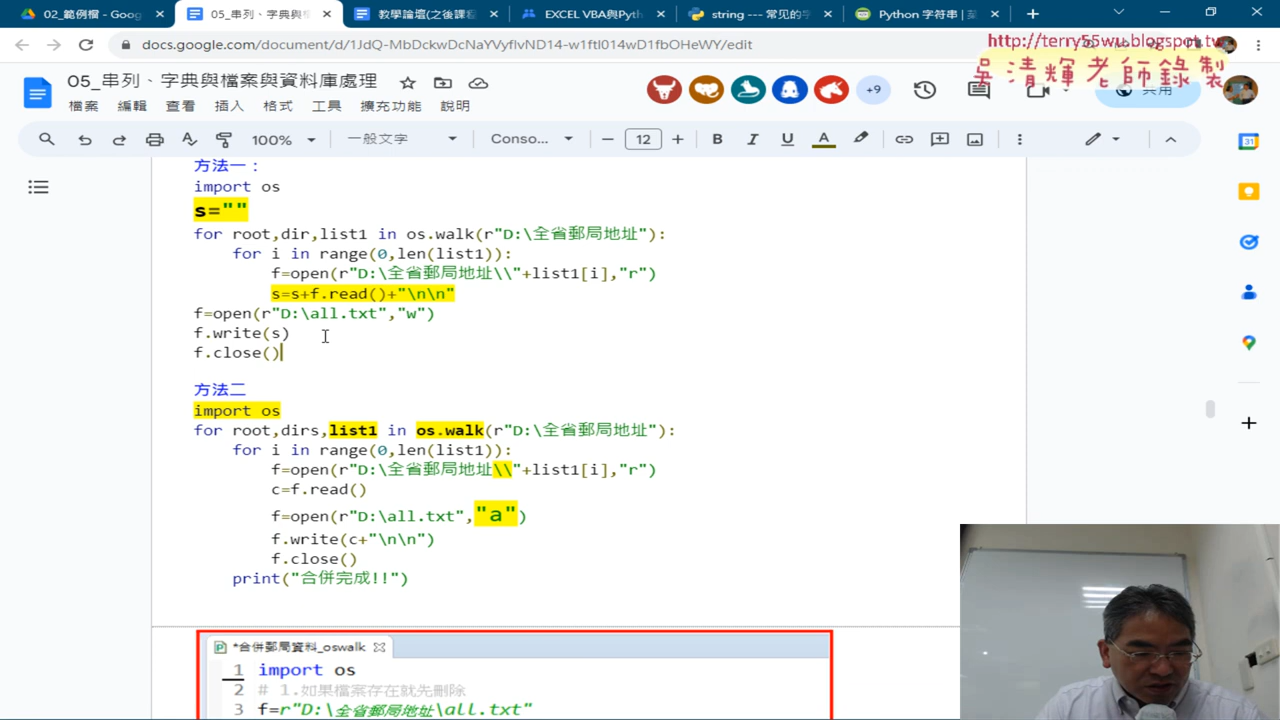 02_範例檔 - Goog
05_串列、字典與檔
教學論壇(之後課程
EXCEL VBA與Pyth
string --- 常见的字
Python 字符串 | 菜
docs.google.com/document/d/1JdQ-MbDckwDcNaYVyflvND14-w1ftl014wD1fbOHeWY/edit
http://terry55wu.blogspot.tw
吳清輝老師錄製
05_串列、字典與檔案與資料庫處理
+9
共用
檔案 編輯 查看 插入 格式 工具 擴充功能 說明
100% 一般文字 Conso... 12 B I U A
31
方法一：
import os
s=""
for root,dir,list1 in os.walk(r"D:\全省郵局地址"):
for i in range(0,len(list1)):
f=open(r"D:\全省郵局地址\\"+list1[i],"r")
s=s+f.read()+"\n\n"
f=open(r"D:\all.txt","w")
f.write(s)
f.close()
方法二
import os
for root,dirs,list1 in os.walk(r"D:\全省郵局地址"):
for i in range(0,len(list1)):
f=open(r"D:\全省郵局地址\\"+list1[i],"r")
c=f.read()
f=open(r"D:\all.txt","a")
f.write(c+"\n\n")
f.close()
print("合併完成!!")
*合併郵局資料_oswalk
1 import os
2 # 1.如果檔案存在就先刪除
3 f=r"D:\全省郵局地址\all.txt"